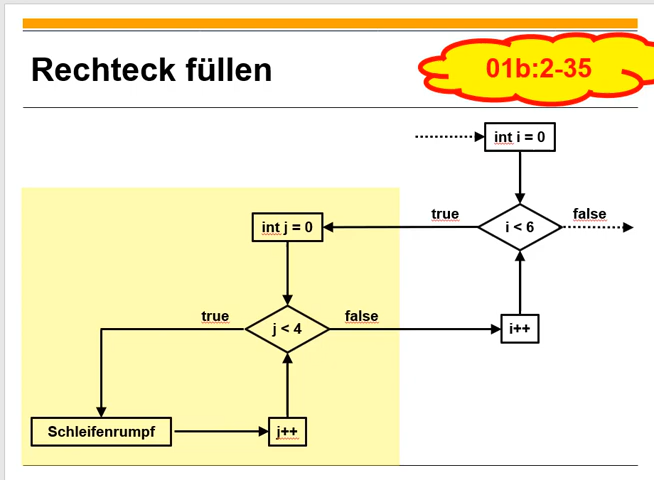 Rechteck füllen
01b:2-35
int i = 0
true
i < 6
false
int j = 0
true
j < 4
false
i++
Schleifenrumpf
j++